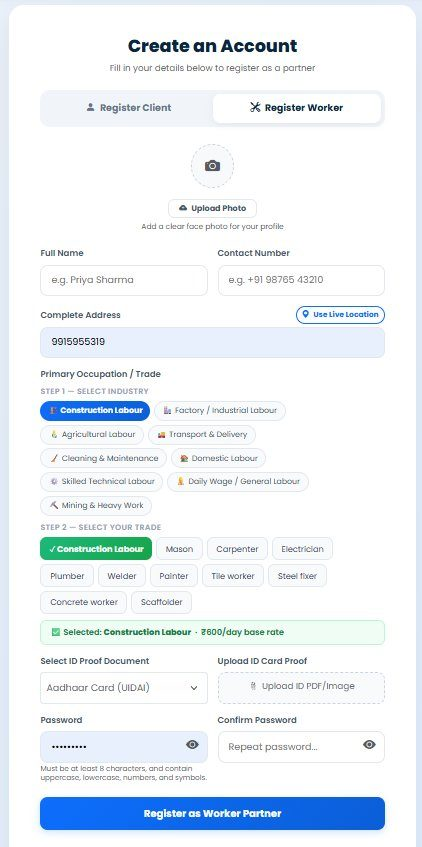 Create an Account
Fill in your details below to register as a partner
Register Client
Register Worker
Upload Photo
Add a clear face photo for your profile
Full Name
Contact Number
e.g. Priya Sharma
e.g. +91 98765 43210
Complete Address
Use Live Location
9915955319
Primary Occupation / Trade
STEP 1 — SELECT INDUSTRY
Construction Labour
Factory / Industrial Labour
Agricultural Labour
Transport & Delivery
Cleaning & Maintenance
Domestic Labour
Skilled Technical Labour
Daily Wage / General Labour
Mining & Heavy Work
STEP 2 — SELECT YOUR TRADE
✓ Construction Labour
Mason
Carpenter
Electrician
Plumber
Welder
Painter
Tile worker
Steel fixer
Concrete worker
Scaffolder
Selected: Construction Labour · ₹600/day base rate
Select ID Proof Document
Upload ID Card Proof
Aadhaar Card (UIDAI)
Upload ID PDF/Image
Password
Confirm Password
•••••••••
Repeat password...
Must be at least 8 characters, and contain
uppercase, lowercase, numbers, and symbols.
Register as Worker Partner